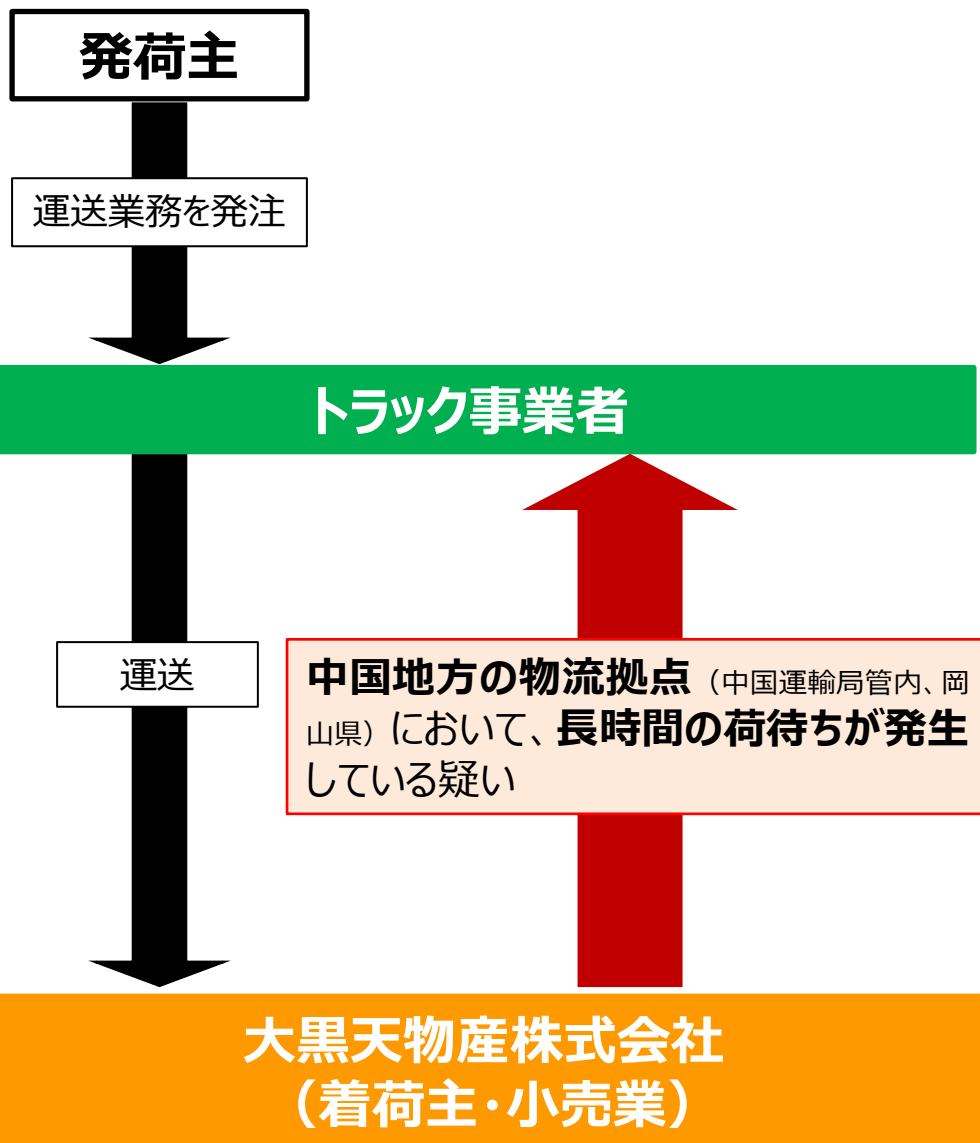 発荷主
運送業務を発注
トラック事業者
運送
中国地方の物流拠点（中国運輸局管内、岡
山県）において、長時間の荷待ちが発生
している疑い
大黒天物産株式会社
（着荷主・小売業）